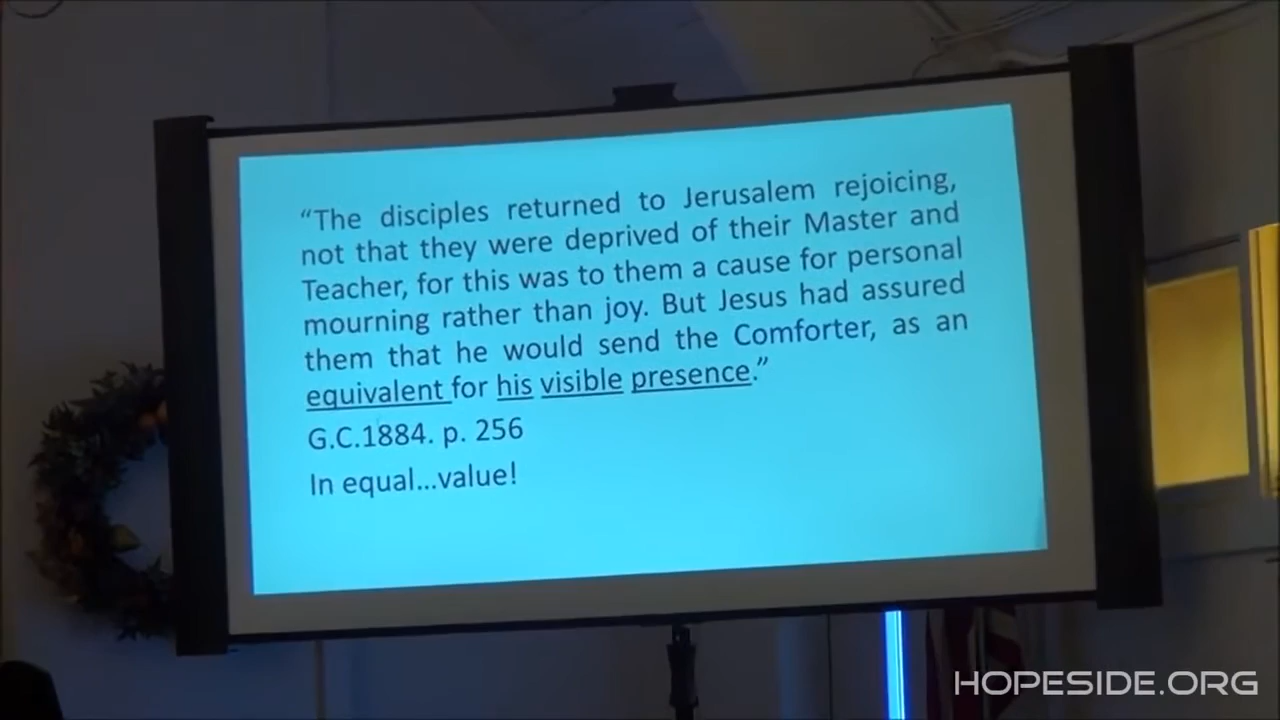 “The disciples returned to Jerusalem rejoicing,
not that they were deprived of their Master and
Teacher, for this was to them a cause for personal
mourning rather than joy. But Jesus had assured
them that he would send the Comforter, as an
equivalent for his visible presence.”
G.C.1884. p. 256
In equal...value!
HOPESIDE.ORG